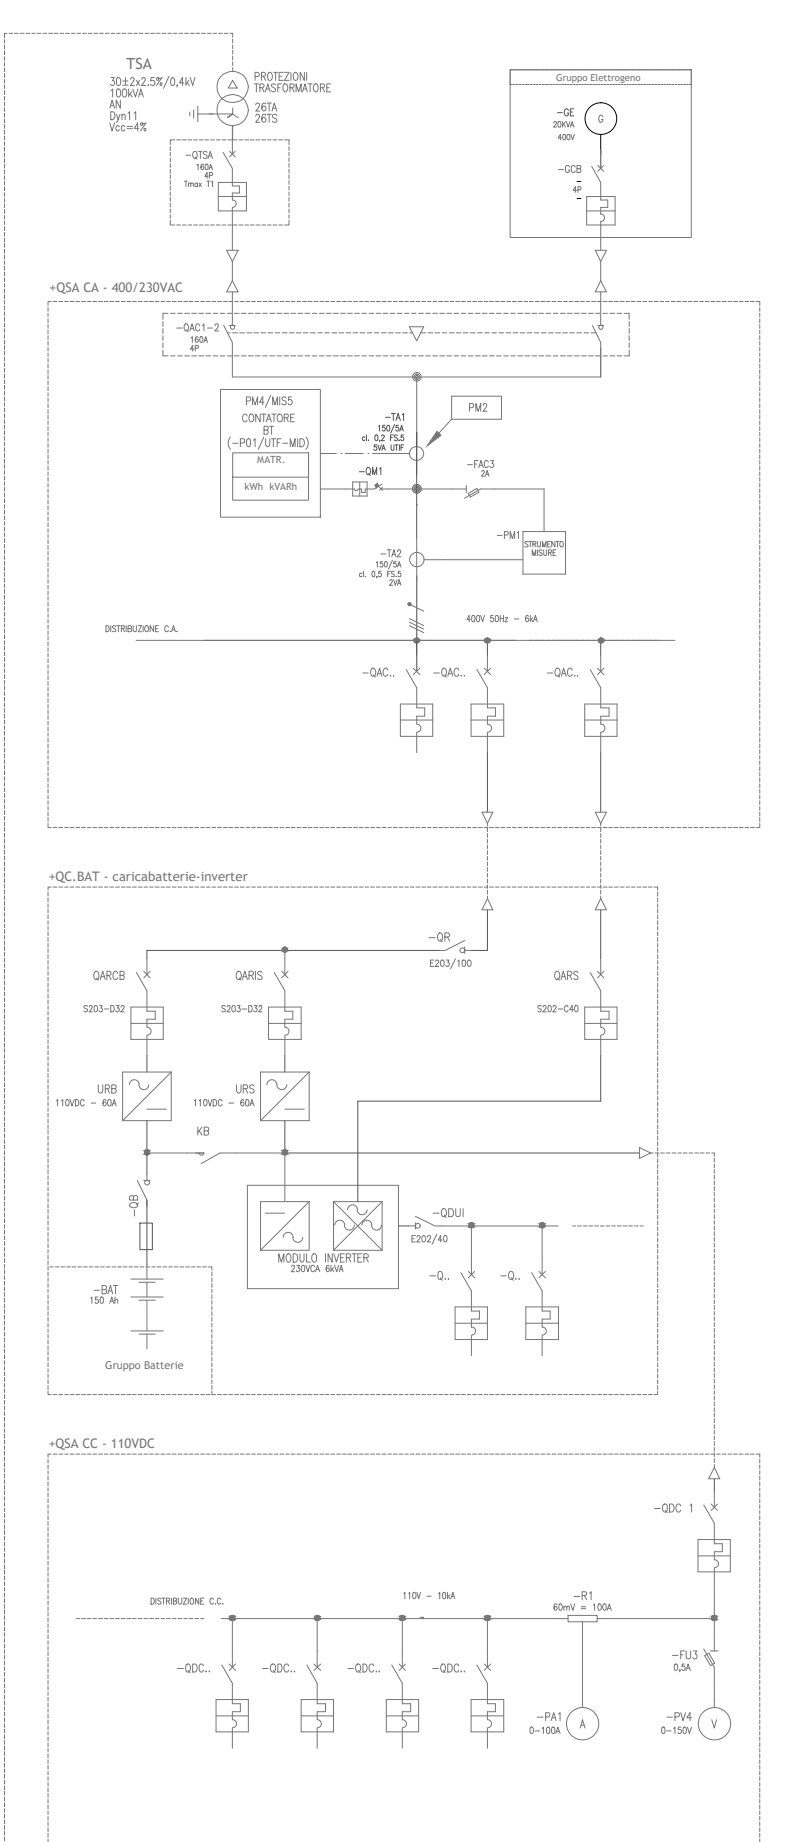 TSA
30±2x2.5%/0,4kV
100kVA
AN
Dyn11
Vcc=4%
PROTEZIONI
TRASFORMATORE
26TA
26TS
-QTSA
160A
4P
Tmax T1
Gruppo Elettrogeno
-GE
20KVA
400V
G
-GCB
-
4P
-
+QSA CA - 400/230VAC
-QAC1-2
160A
4P
PM4/MIS5
CONTATORE
BT
(-P01/UTF-MID)
MATR.
kWh kVARh
-TA1
150/5A
cl. 0,2 FS.5
5VA UTIF
PM2
-QM1
-FAC3
2A
-PM1
STRUMENTO
MISURE
-TA2
150/5A
cl. 0,5 FS.5
2VA
400V 50Hz - 6kA
DISTRIBUZIONE C.A.
-QAC..
-QAC..
-QAC..
+QC.BAT - caricabatterie-inverter
-QR
E203/100
QARCB
S203-D32
QARIS
S203-D32
QARS
S202-C40
URB
110VDC - 60A
URS
110VDC - 60A
KB
-QB
-QDUI
E202/40
MODULO INVERTER
230VCA 6kVA
-Q..
-Q..
-BAT
150 Ah
Gruppo Batterie
+QSA CC - 110VDC
-QDC 1
DISTRIBUZIONE C.C.
110V - 10kA
-R1
60mV = 100A
-QDC..
-QDC..
-QDC..
-QDC..
-FU3
0,5A
-PA1
0-100A
A
-PV4
0-150V
V